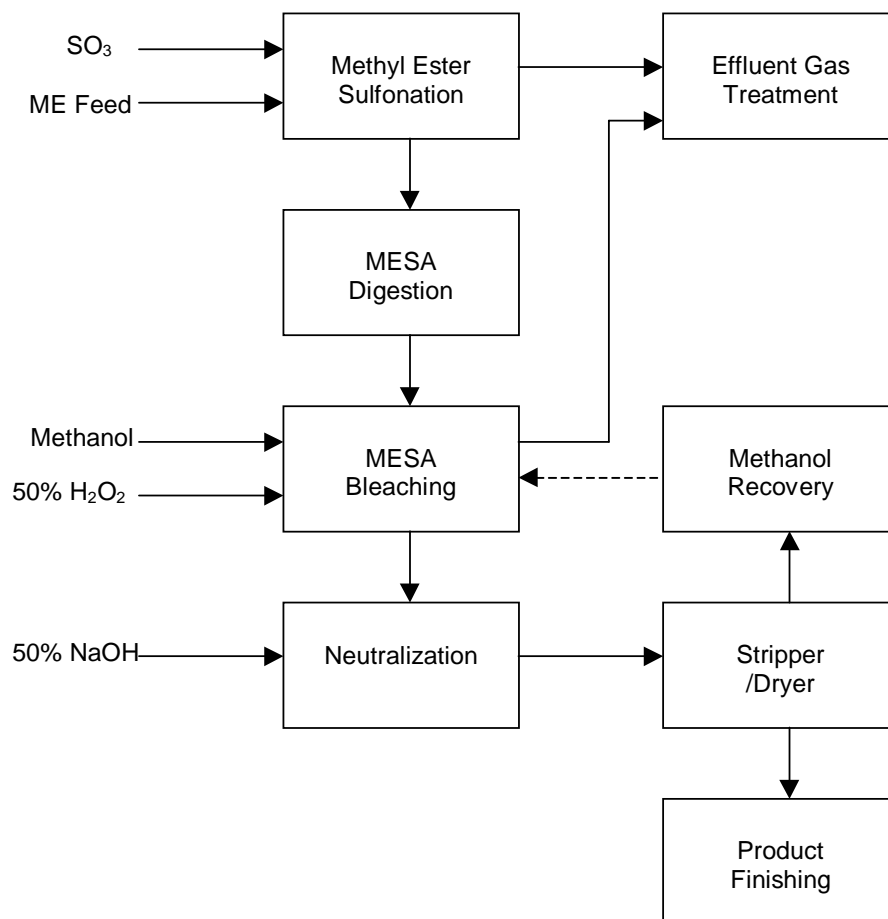 SO₃
ME Feed
Methyl Ester
Sulfonation
Effluent Gas
Treatment
MESA
Digestion
Methanol
50% H₂O₂
MESA
Bleaching
Methanol
Recovery
50% NaOH
Neutralization
Stripper
/Dryer
Product
Finishing